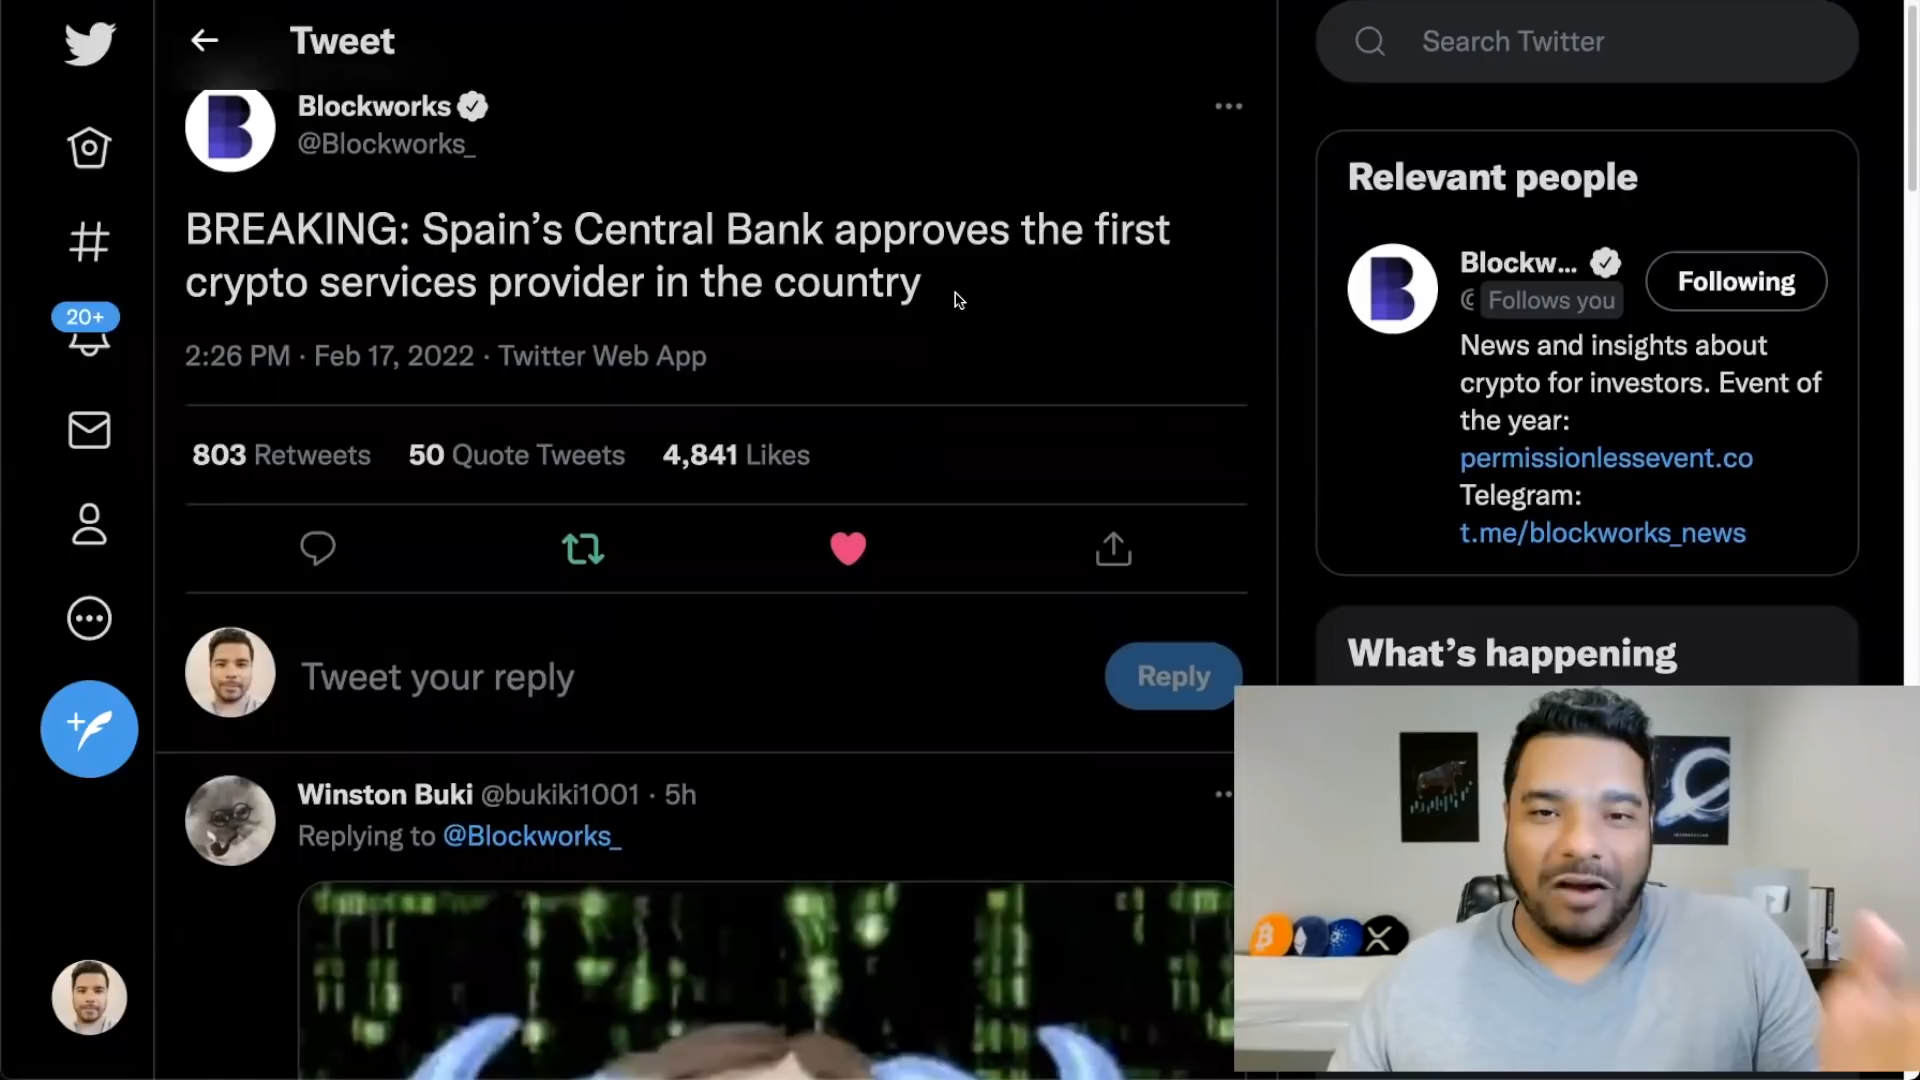 Tweet
Blockworks
@Blockworks_
BREAKING: Spain’s Central Bank approves the first
crypto services provider in the country
2:26 PM · Feb 17, 2022 · Twitter Web App
803 Retweets 50 Quote Tweets 4,841 Likes
20+
Tweet your reply
Reply
Winston Buki @bukiki1001 · 5h
Replying to @Blockworks_
Search Twitter
Relevant people
Blockw...
Follows you
Following
News and insights about
crypto for investors. Event of
the year:
permissionlessevent.co
Telegram:
t.me/blockworks_news
What’s happening